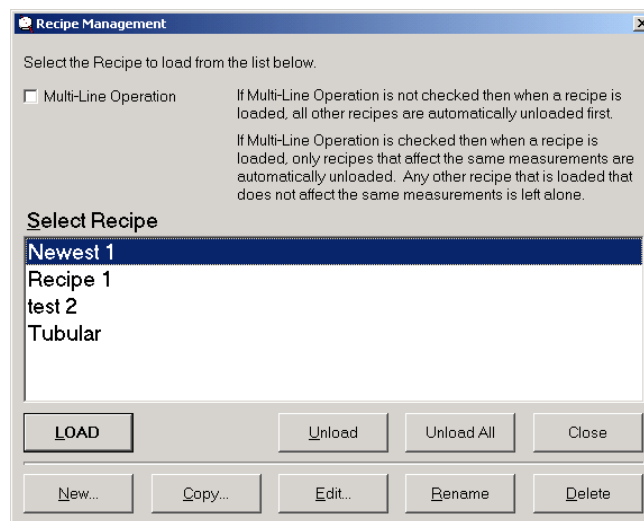 Recipe Management
Select the Recipe to load from the list below.
Multi-Line Operation
If Multi-Line Operation is not checked then when a recipe is
loaded, all other recipes are automatically unloaded first.
If Multi-Line Operation is checked then when a recipe is
loaded, only recipes that affect the same measurements are
automatically unloaded. Any other recipe that is loaded that
does not affect the same measurements is left alone.
Select Recipe
Newest 1
Recipe 1
test 2
Tubular
LOAD
Unload
Unload All
Close
New...
Copy...
Edit...
Rename
Delete